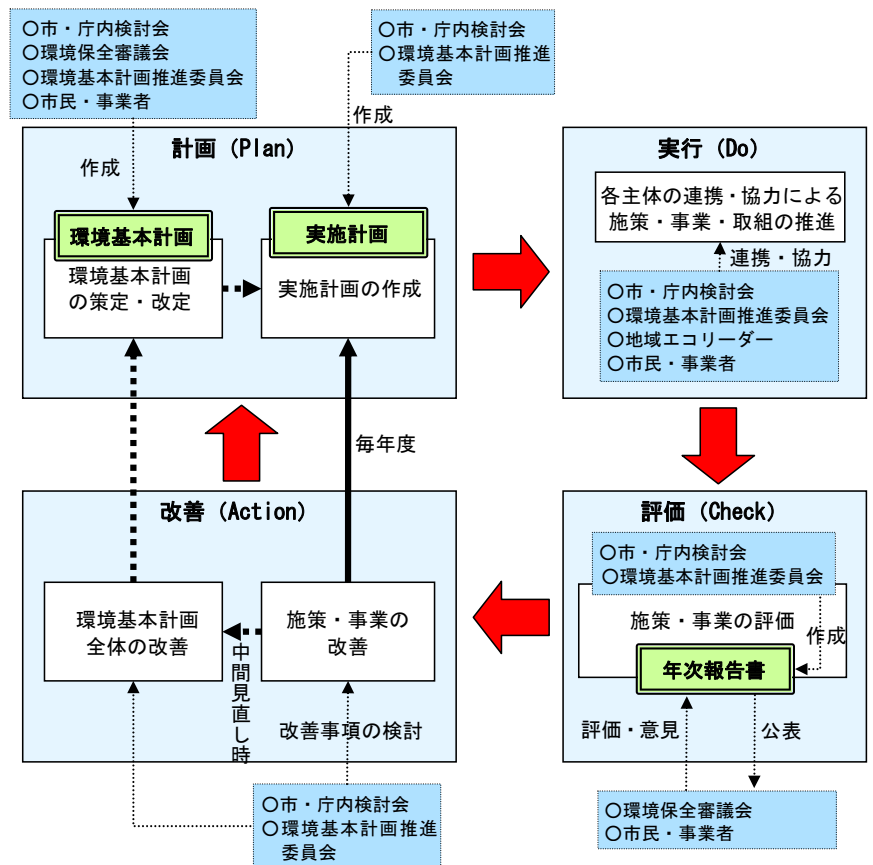 ○市・庁内検討会
○環境保全審議会
○環境基本計画推進委員会
○市民・事業者
○市・庁内検討会
○環境基本計画推進
委員会
作成
計画（Plan）
作成
環境基本計画
環境基本計画
の策定・改定
実施計画
実施計画の作成
実行（Do）
各主体の連携・協力による
施策・事業・取組の推進
連携・協力
○市・庁内検討会
○環境基本計画推進委員会
○地域エコリーダー
○市民・事業者
毎年度
改善（Action）
環境基本計画
全体の改善
施策・事業の
改善
中間見直し時
改善事項の検討
○市・庁内検討会
○環境基本計画推進
委員会
評価（Check）
○市・庁内検討会
○環境基本計画推進委員会
施策・事業の評価
作成
年次報告書
評価・意見
公表
○環境保全審議会
○市民・事業者